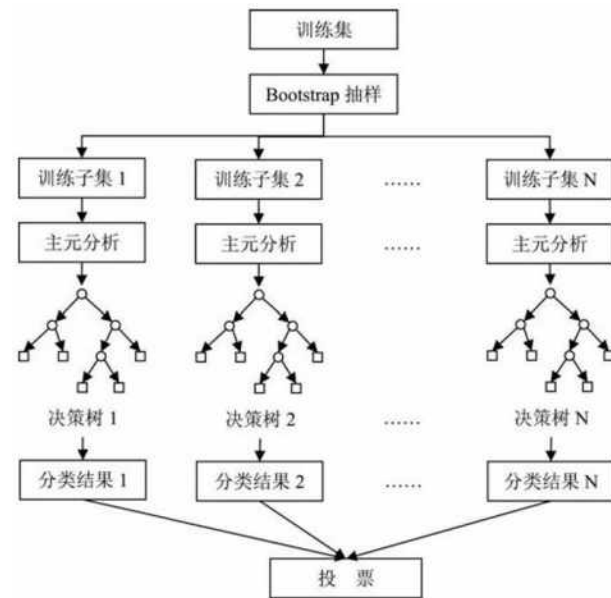 训练集
Bootstrap 抽样
训练子集 1 训练子集 2 …… 训练子集 N
主元分析 主元分析 …… 主元分析
决策树 1 决策树 2 …… 决策树 N
分类结果 1 分类结果 2 …… 分类结果 N
投 票